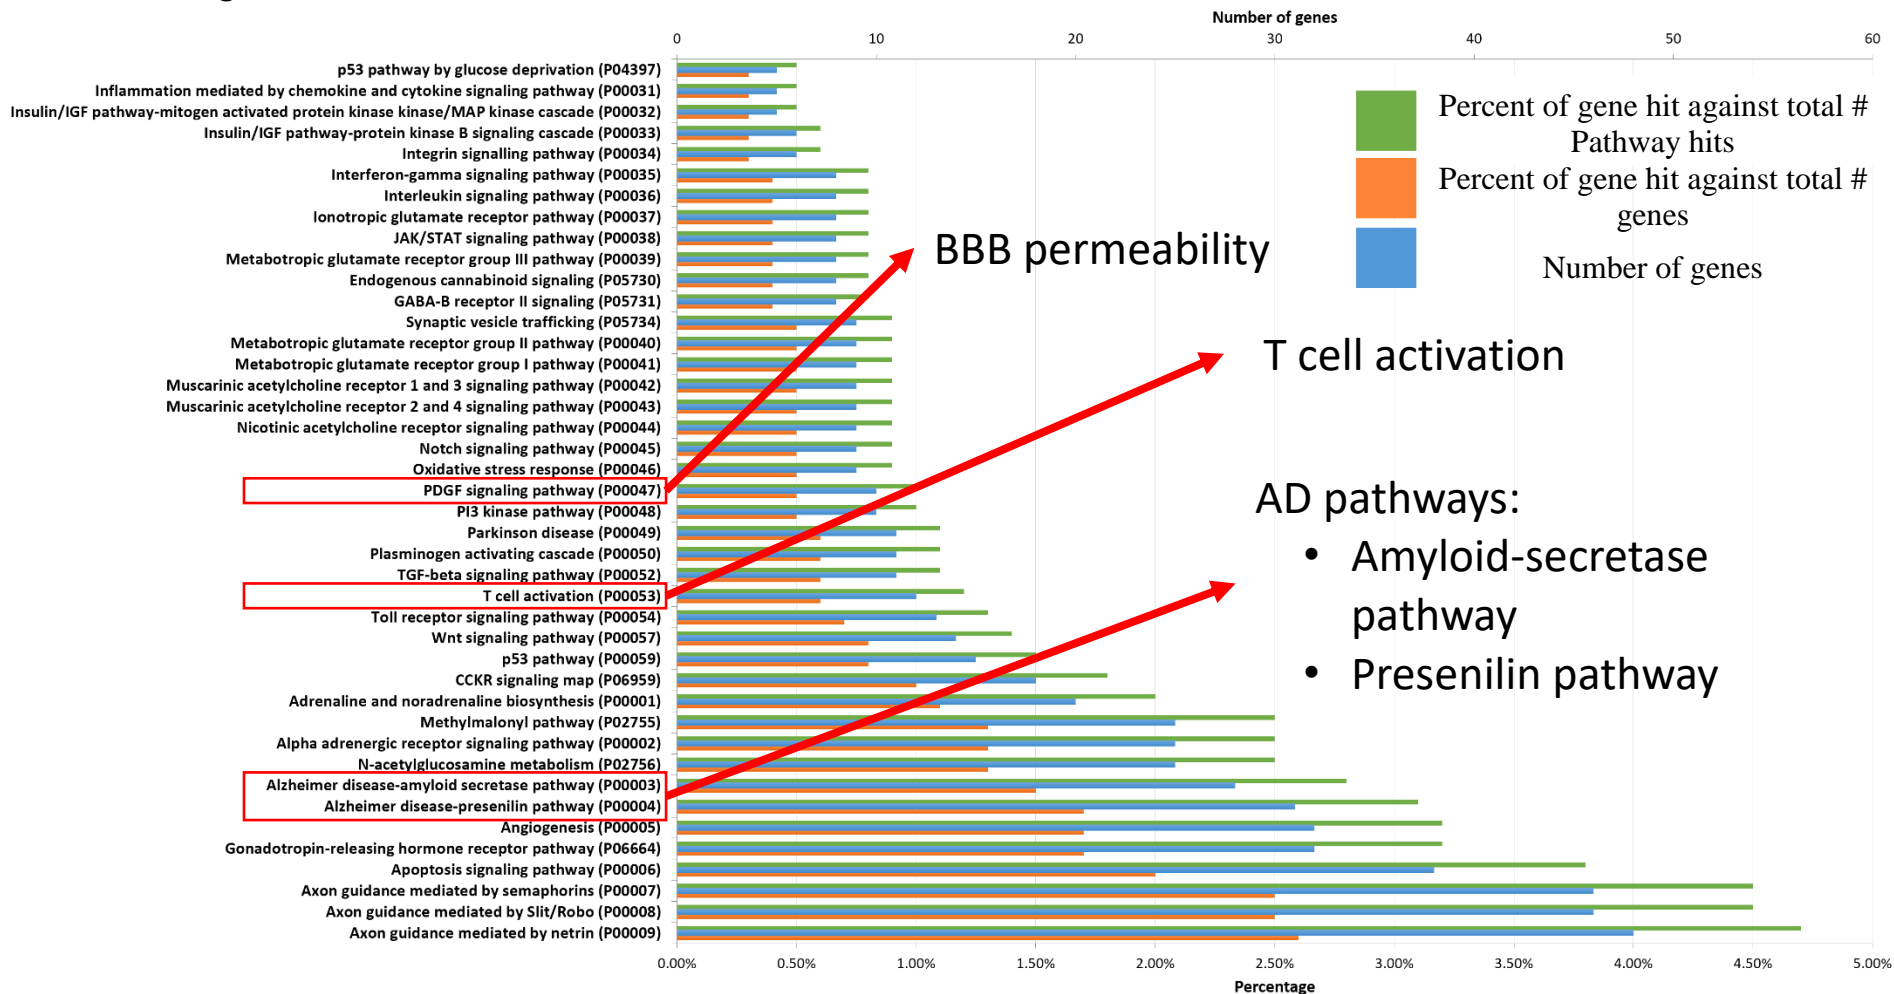 Number of genes
0 10 20 30 40 50 60
p53 pathway by glucose deprivation (P04397)
Inflammation mediated by chemokine and cytokine signaling pathway (P00031)
Insulin/IGF pathway-mitogen activated protein kinase kinase/MAP kinase cascade (P00032)
Insulin/IGF pathway-protein kinase B signaling cascade (P00033)
Integrin signalling pathway (P00034)
Interferon-gamma signaling pathway (P00035)
Interleukin signaling pathway (P00036)
Ionotropic glutamate receptor pathway (P00037)
JAK/STAT signaling pathway (P00038)
Metabotropic glutamate receptor group III pathway (P00039)
Endogenous cannabinoid signaling (P05730)
GABA-B receptor II signaling (P05731)
Synaptic vesicle trafficking (P05734)
Metabotropic glutamate receptor group II pathway (P00040)
Metabotropic glutamate receptor group I pathway (P00041)
Muscarinic acetylcholine receptor 1 and 3 signaling pathway (P00042)
Muscarinic acetylcholine receptor 2 and 4 signaling pathway (P00043)
Nicotinic acetylcholine receptor signaling pathway (P00044)
Notch signaling pathway (P00045)
Oxidative stress response (P00046)
PDGF signaling pathway (P00047)
PI3 kinase pathway (P00048)
Parkinson disease (P00049)
Plasminogen activating cascade (P00050)
TGF-beta signaling pathway (P00052)
T cell activation (P00053)
Toll receptor signaling pathway (P00054)
Wnt signaling pathway (P00057)
p53 pathway (P00059)
CCKR signaling map (P06959)
Adrenaline and noradrenaline biosynthesis (P00001)
Methylmalonyl pathway (P02755)
Alpha adrenergic receptor signaling pathway (P00002)
N-acetylglucosamine metabolism (P02756)
Alzheimer disease-amyloid secretase pathway (P00003)
Alzheimer disease-presenilin pathway (P00004)
Angiogenesis (P00005)
Gonadotropin-releasing hormone receptor pathway (P06664)
Apoptosis signaling pathway (P00006)
Axon guidance mediated by semaphorins (P00007)
Axon guidance mediated by Slit/Robo (P00008)
Axon guidance mediated by netrin (P00009)
0.00% 0.50% 1.00% 1.50% 2.00% 2.50% 3.00% 3.50% 4.00% 4.50% 5.00%
Percentage
Percent of gene hit against total #
Pathway hits
Percent of gene hit against total #
genes
Number of genes
BBB permeability
T cell activation
AD pathways:
• Amyloid-secretase
pathway
• Presenilin pathway